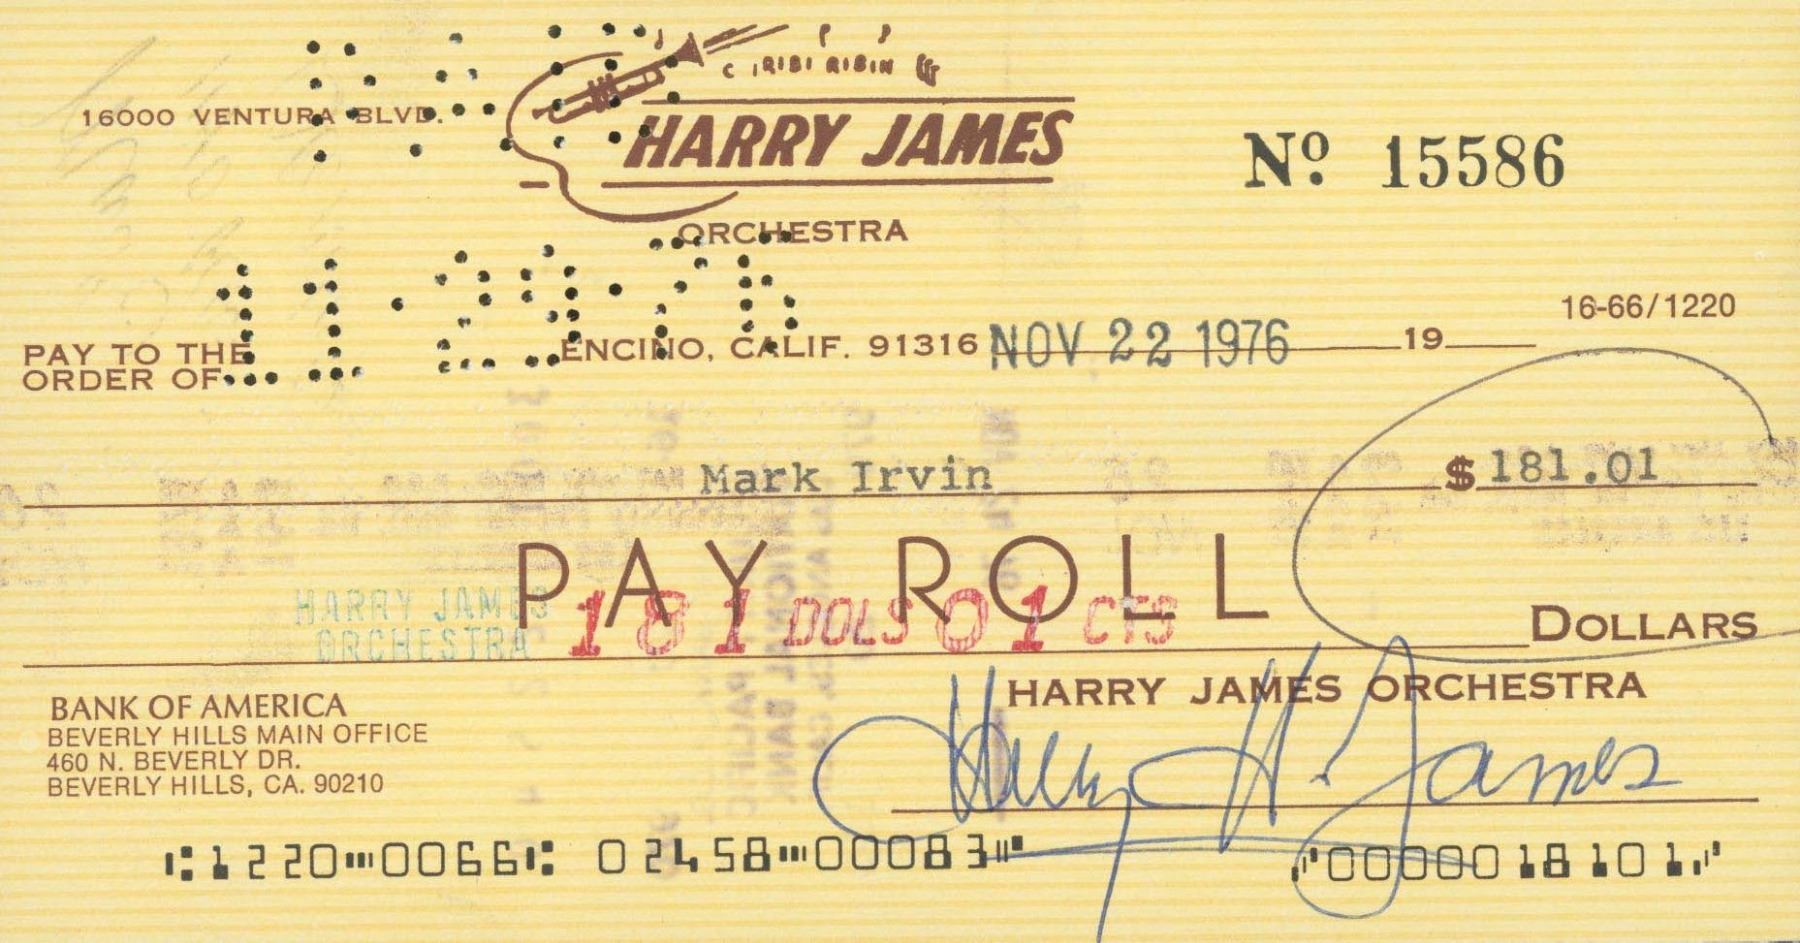 CIRIBIRIBIN
16000 VENTURA BLVD.
HARRY JAMES
ORCHESTRA
Nº 15586
11·29·76
16-66/1220
ENCINO, CALIF. 91316 NOV 22 1976 19
PAY TO THE
ORDER OF
Mark Irvin $181.01
PAY ROLL
HARRY JAMES
ORCHESTRA
181 DOLS 01 CTS
DOLLARS
HARRY JAMES ORCHESTRA
BANK OF AMERICA
BEVERLY HILLS MAIN OFFICE
460 N. BEVERLY DR.
BEVERLY HILLS, CA. 90210
Harry H. James
⑆1220⑉0066⑆ 02458⑉00083⑈ ⑈0000018101⑈